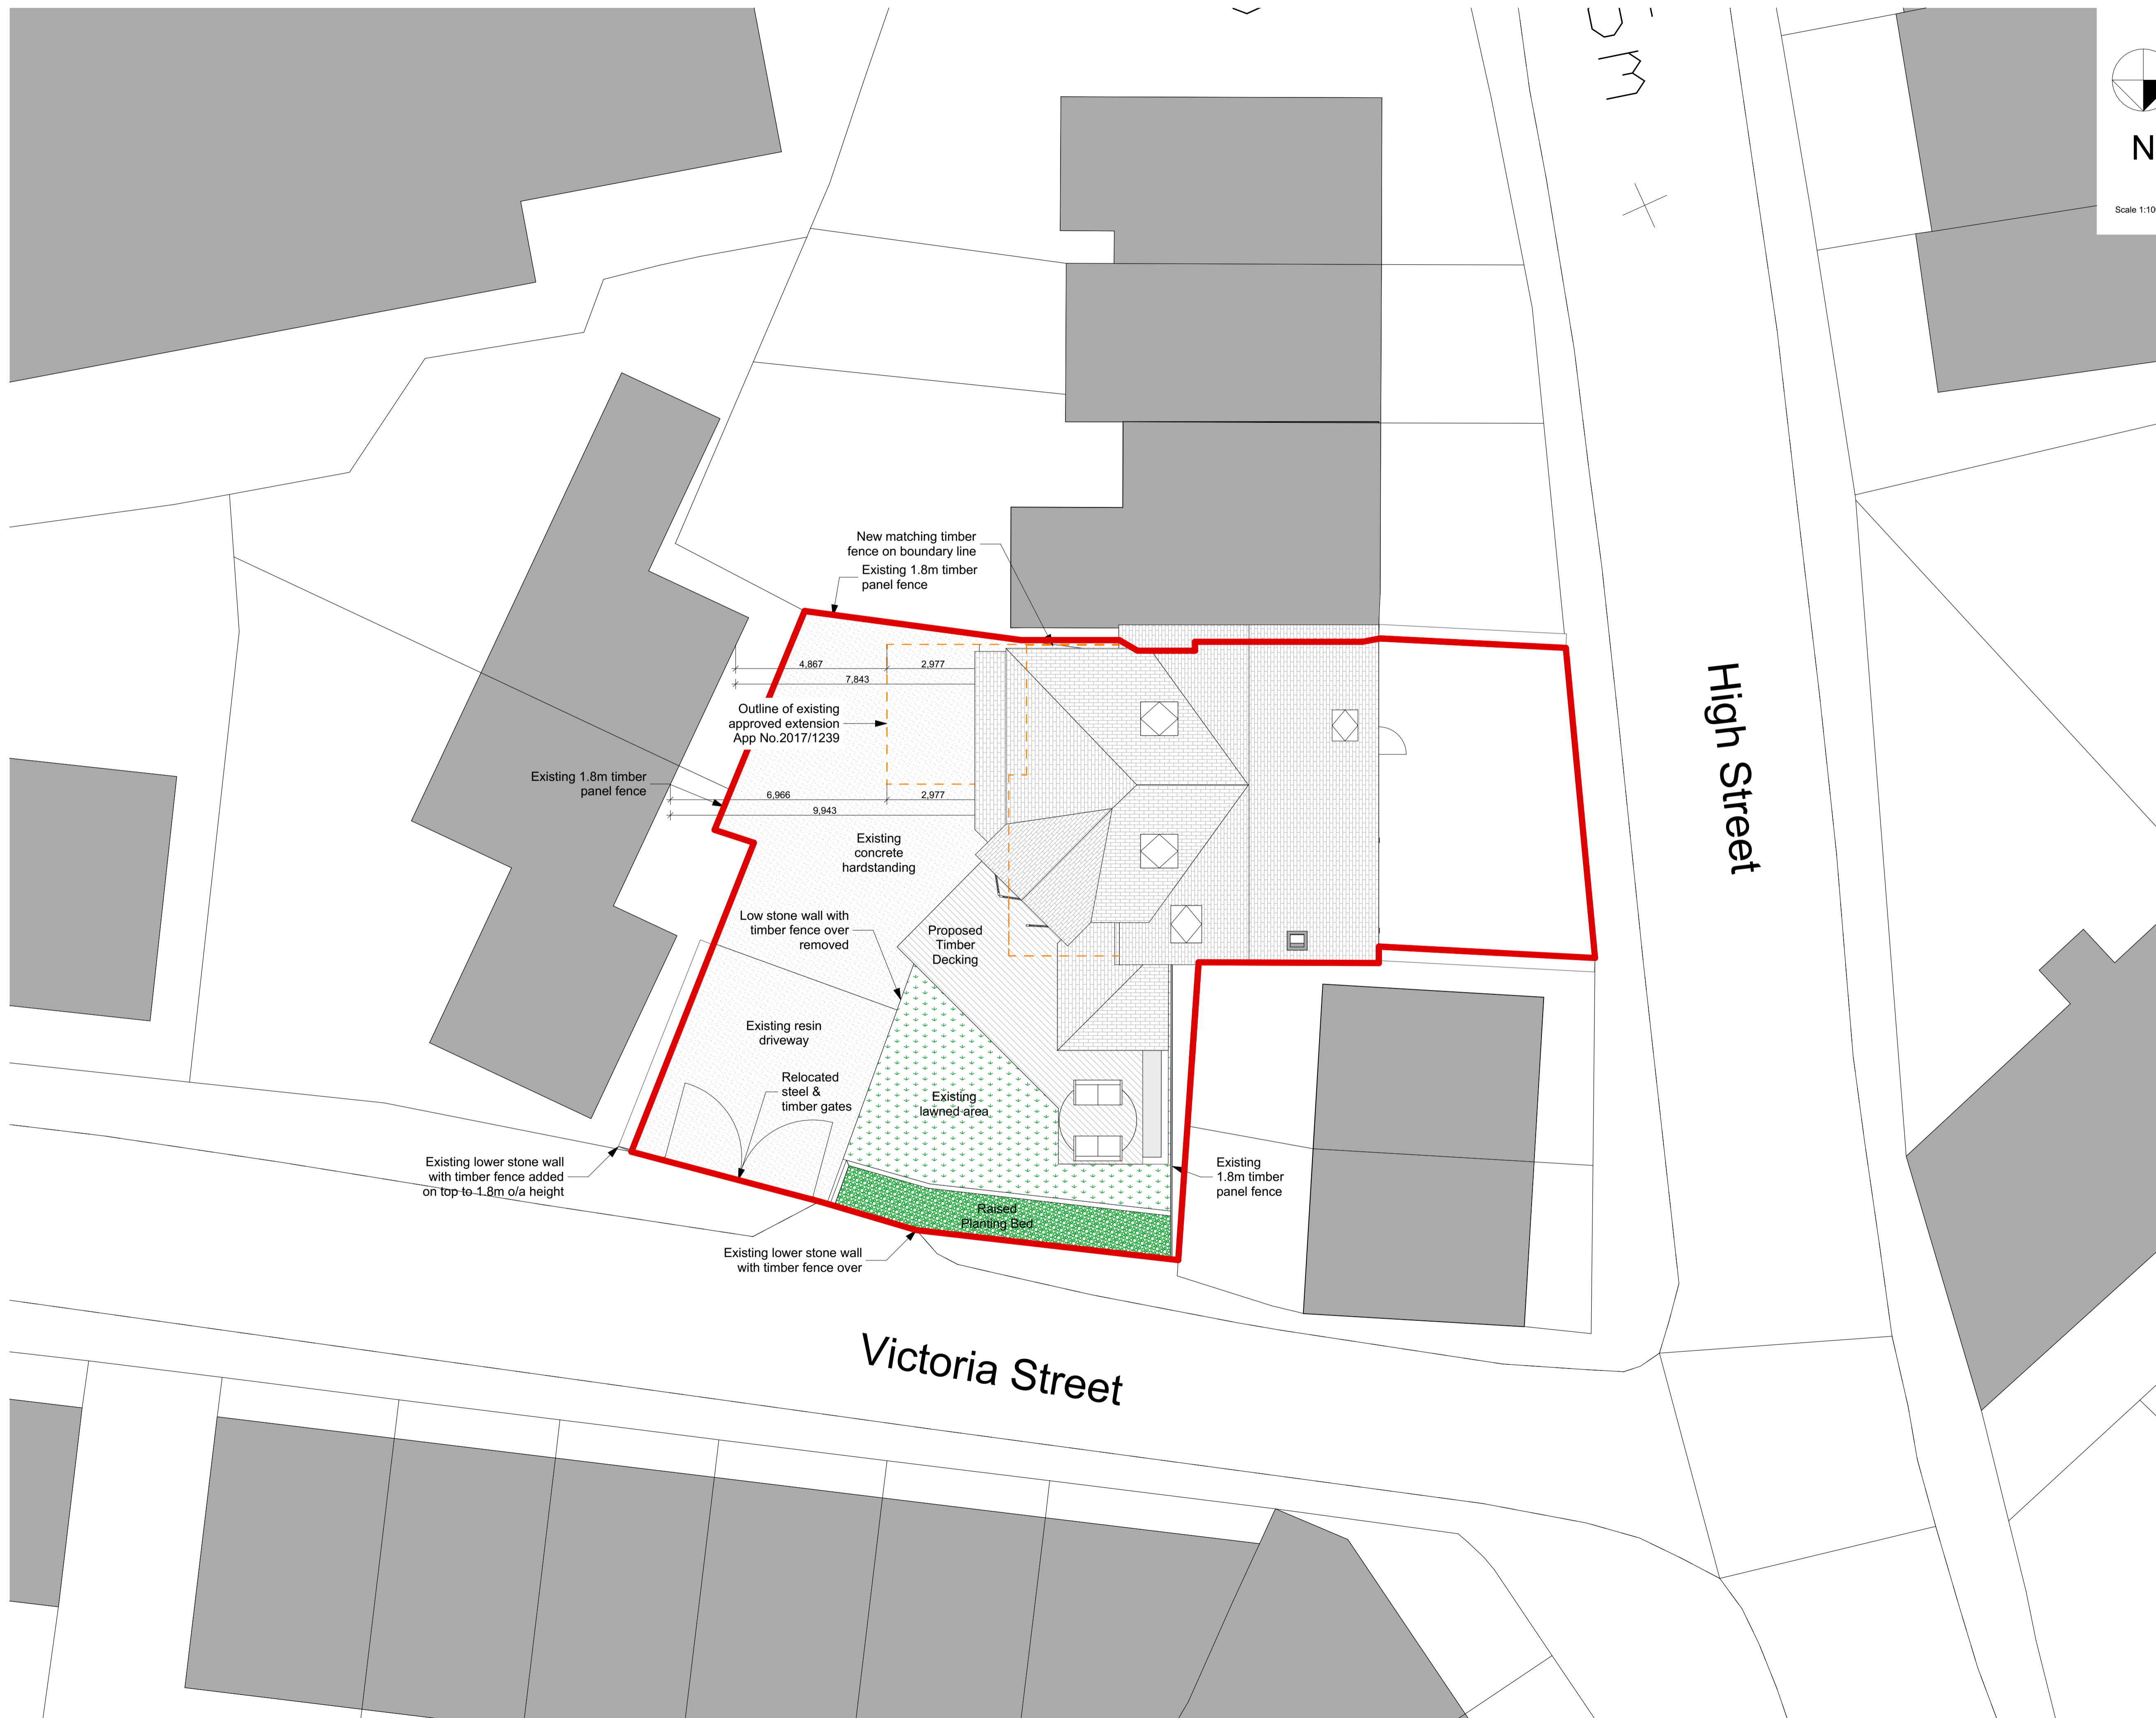 N
Scale 1:10
New matching timber
fence on boundary line
Existing 1.8m timber
panel fence
4,867
2,977
7,843
Outline of existing
approved extension
App No.2017/1239
High Street
Existing 1.8m timber
panel fence
6,966
2,977
9,943
Existing
concrete
hardstanding
Low stone wall with
timber fence over
removed
Proposed
Timber
Decking
Existing resin
driveway
Relocated
steel &
timber gates
Existing
lawned area
Existing lower stone wall
with timber fence added
on top to 1.8m o/a height
Existing
1.8m timber
panel fence
Raised
Planting Bed
Existing lower stone wall
with timber fence over
Victoria Street